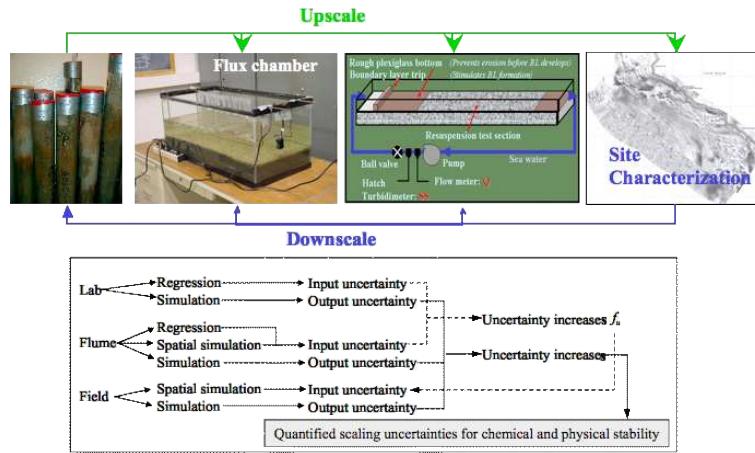 Upscale
Flux chamber
Rough plexiglass bottom (Prevents erosion before BL develops)
Boundary layer trip (Stimulates BL formation)
Resuspension test section
Ball valve
Pump
Sea water
Hatch
Flow meter:
Turbidimeter:
Site
Characterization
Downscale
Lab
Regression
Input uncertainty
Simulation
Output uncertainty
Uncertainty increases fu
Flume
Regression
Spatial simulation
Input uncertainty
Simulation
Output uncertainty
Uncertainty increases
Field
Spatial simulation
Input uncertainty
Simulation
Output uncertainty
Quantified scaling uncertainties for chemical and physical stability